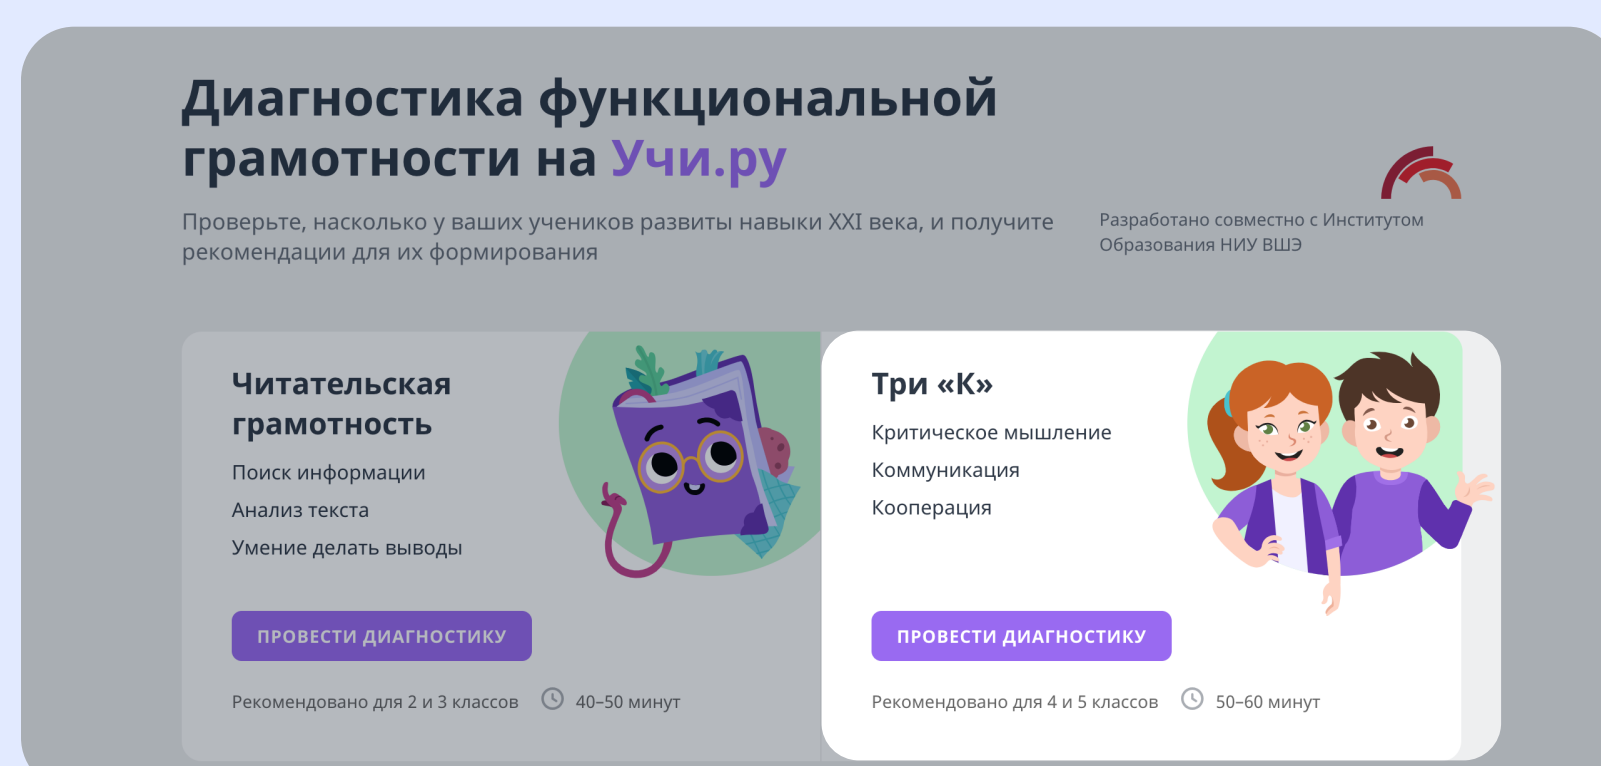 Диагностика функциональной
грамотности на Учи.ру
Проверьте, насколько у ваших учеников развиты навыки XXI века, и получите
рекомендации для их формирования
Разработано совместно с Институтом
Образования НИУ ВШЭ
Читательская
грамотность
Поиск информации
Анализ текста
Умение делать выводы
ПРОВЕСТИ ДИАГНОСТИКУ
Рекомендовано для 2 и 3 классов 40–50 минут
Три «К»
Критическое мышление
Коммуникация
Кооперация
ПРОВЕСТИ ДИАГНОСТИКУ
Рекомендовано для 4 и 5 классов 50–60 минут